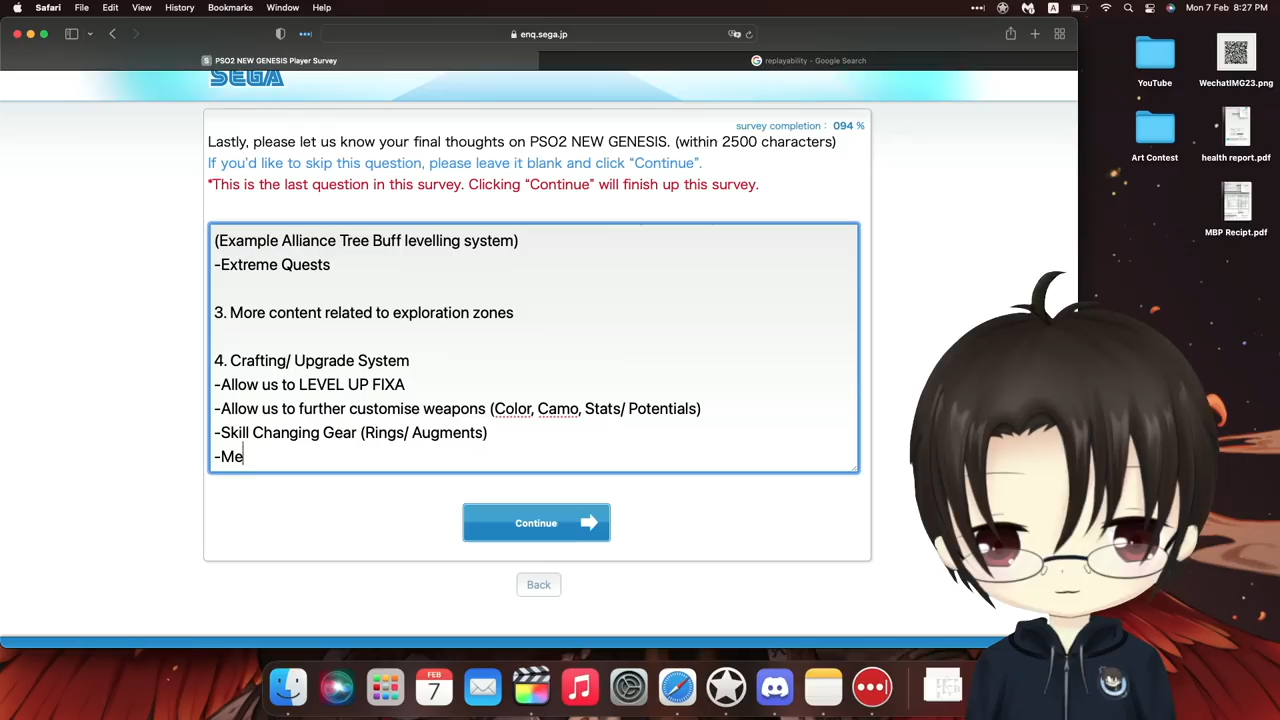 Safari File Edit View History Bookmarks Window Help
A
Mon 7 Feb 8:27 PM
enq.sega.jp
S PSO2 NEW GENESIS Player Survey
replayability - Google Search
SEGA
survey completion : 094 %
Lastly, please let us know your final thoughts on PSO2 NEW GENESIS. (within 2500 characters)
If you'd like to skip this question, please leave it blank and click “Continue”.
*This is the last question in this survey. Clicking “Continue” will finish up this survey.
(Example Alliance Tree Buff levelling system)
-Extreme Quests
3. More content related to exploration zones
4. Crafting/ Upgrade System
-Allow us to LEVEL UP FIXA
-Allow us to further customise weapons (Color, Camo, Stats/ Potentials)
-Skill Changing Gear (Rings/ Augments)
-Me
Continue
Back
YouTube
WechatIMG23.png
Art Contest
health report.pdf
MBP Recipt.pdf
FEB
7